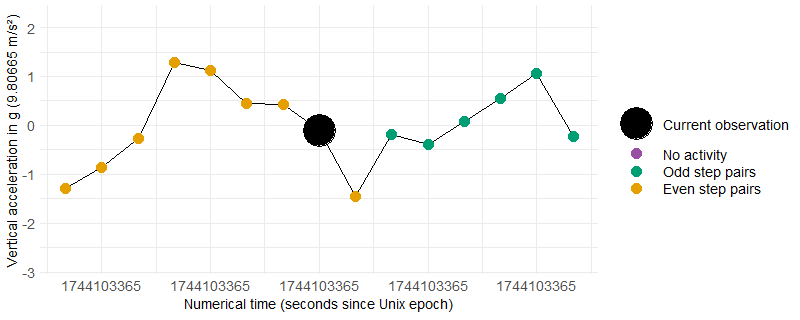 Vertical acceleration in g (9.80665 m/s²)
2
1
0
-1
-2
-3
1744103365 1744103365 1744103365 1744103365 1744103365
Numerical time (seconds since Unix epoch)
Current observation
No activity
Odd step pairs
Even step pairs